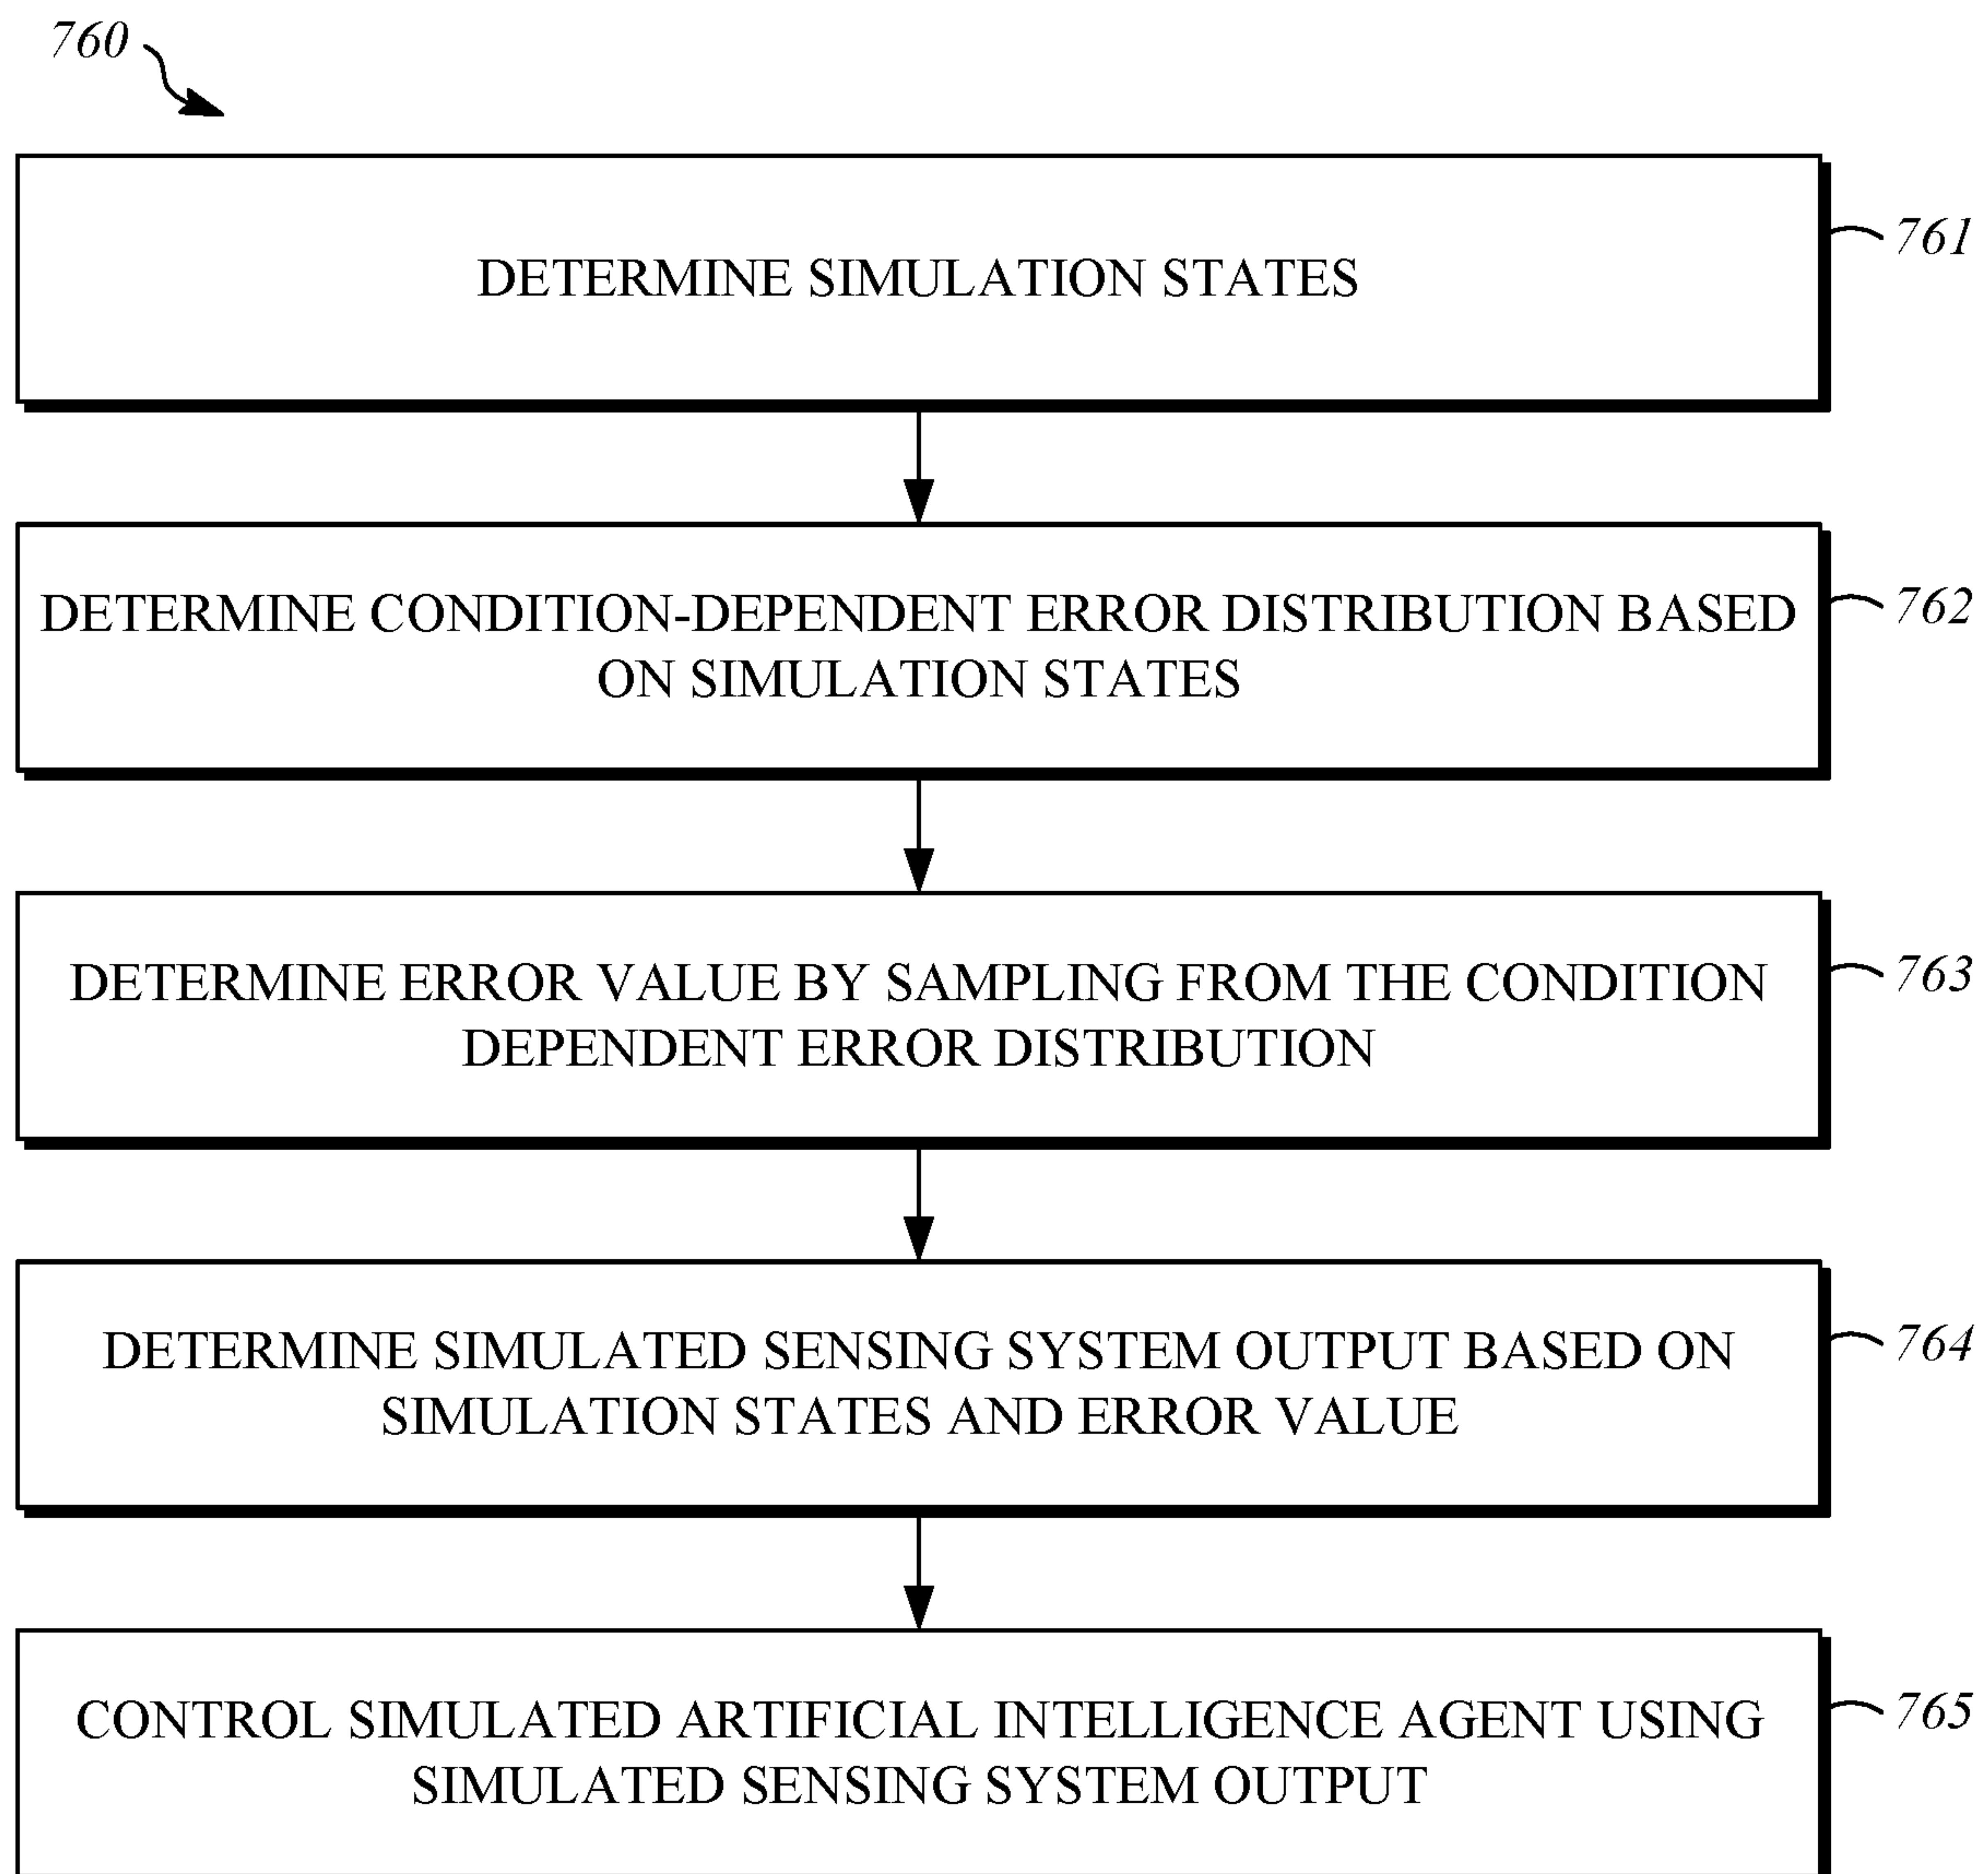 760
DETERMINE SIMULATION STATES
761
DETERMINE CONDITION-DEPENDENT ERROR DISTRIBUTION BASED
ON SIMULATION STATES
762
DETERMINE ERROR VALUE BY SAMPLING FROM THE CONDITION
DEPENDENT ERROR DISTRIBUTION
763
DETERMINE SIMULATED SENSING SYSTEM OUTPUT BASED ON
SIMULATION STATES AND ERROR VALUE
764
CONTROL SIMULATED ARTIFICIAL INTELLIGENCE AGENT USING
SIMULATED SENSING SYSTEM OUTPUT
765